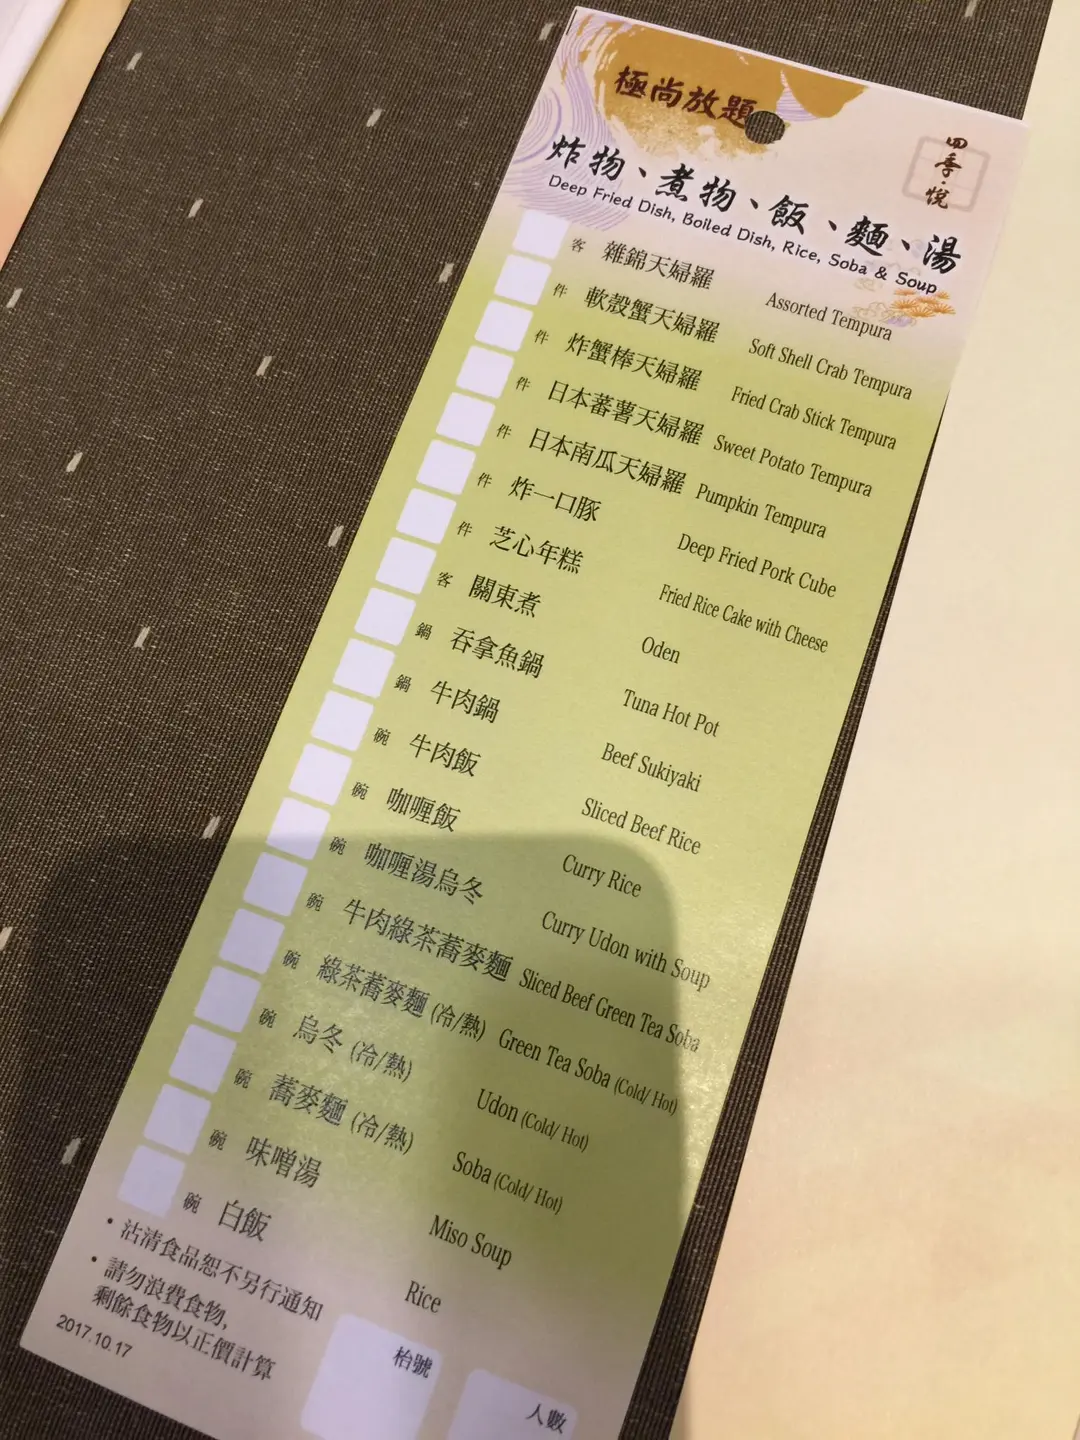 極尚放題
四季·悅
炸物、煮物、飯、麵、湯
Deep Fried Dish, Boiled Dish, Rice, Soba & Soup
客 雜錦天婦羅 Assorted Tempura
件 軟殼蟹天婦羅 Soft Shell Crab Tempura
件 炸蟹棒天婦羅 Fried Crab Stick Tempura
件 日本蕃薯天婦羅 Sweet Potato Tempura
件 日本南瓜天婦羅 Pumpkin Tempura
件 炸一口豚 Deep Fried Pork Cube
件 芝心年糕 Fried Rice Cake with Cheese
客 關東煮 Oden
鍋 吞拿魚鍋 Tuna Hot Pot
鍋 牛肉鍋 Beef Sukiyaki
碗 牛肉飯 Sliced Beef Rice
碗 咖喱飯 Curry Rice
碗 咖喱湯烏冬 Curry Udon with Soup
碗 牛肉綠茶蕎麥麵 Sliced Beef Green Tea Soba
碗 綠茶蕎麥麵 (冷/熱) Green Tea Soba (Cold/ Hot)
碗 烏冬 (冷/熱) Udon (Cold/ Hot)
碗 蕎麥麵 (冷/熱) Soba (Cold/ Hot)
碗 味噌湯 Miso Soup
碗 白飯 Rice
• 沽清食品恕不另行通知
• 請勿浪費食物,
剩餘食物以正價計算
2017.10.17
枱號
人數